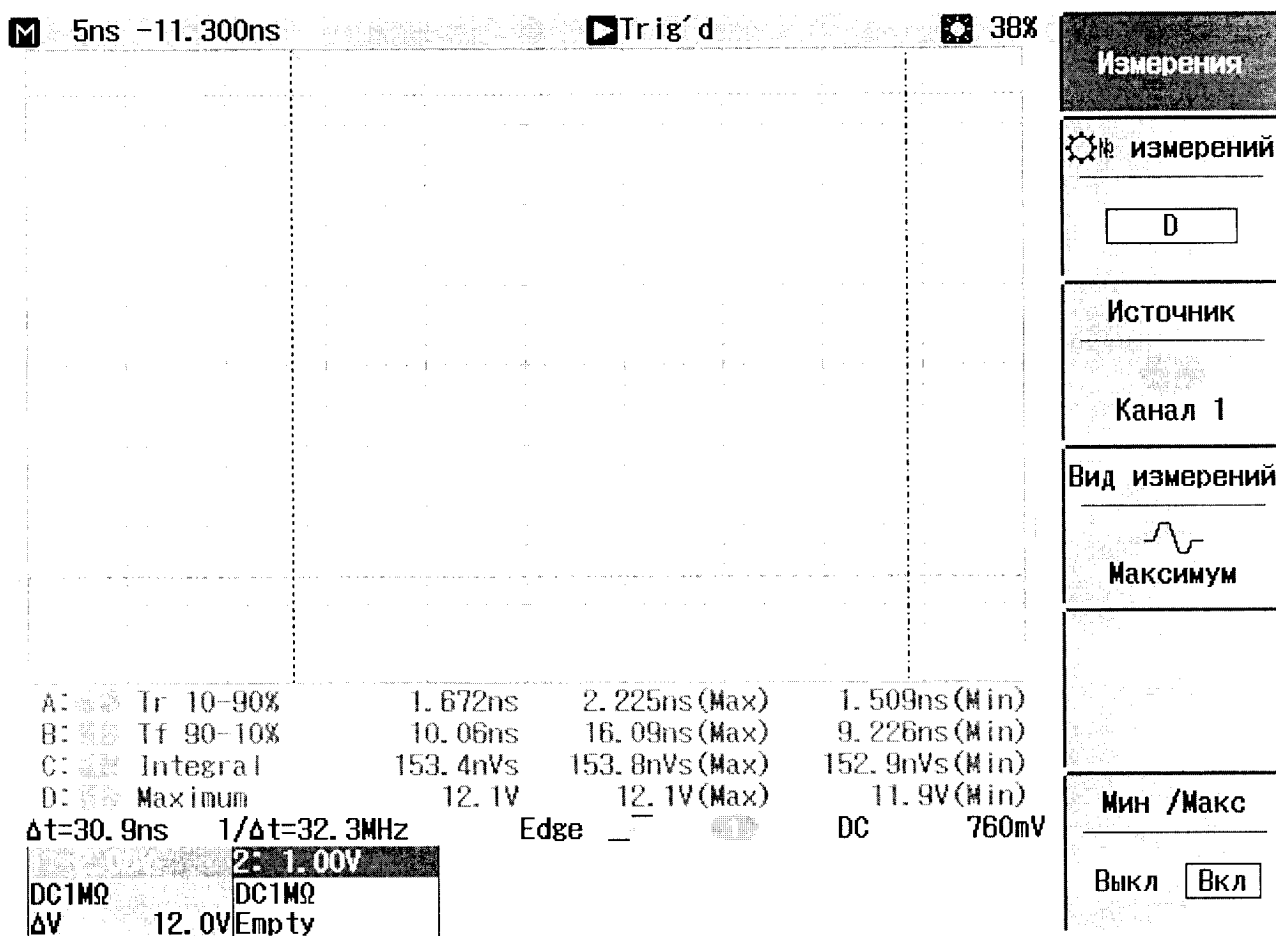 M 5ns -11.300ns Trig´d 38%
Измерения
№ измерений
D
Источник
Канал 1
Вид измерений
Максимум
A: Tr 10-90% 1.672ns 2.225ns(Max) 1.509ns(Min)
B: Tf 90-10% 10.06ns 16.09ns(Max) 9.226ns(Min)
C: Integral 153.4nVs 153.8nVs(Max) 152.9nVs(Min)
D: Maximum 12.1V 12.1V(Max) 11.9V(Min)
Δt=30.9ns 1/Δt=32.3MHz Edge DC 760mV
Мин /Макс
Выкл Вкл
2: 1.00V
DC1MΩ DC1MΩ
ΔV 12.0V Empty